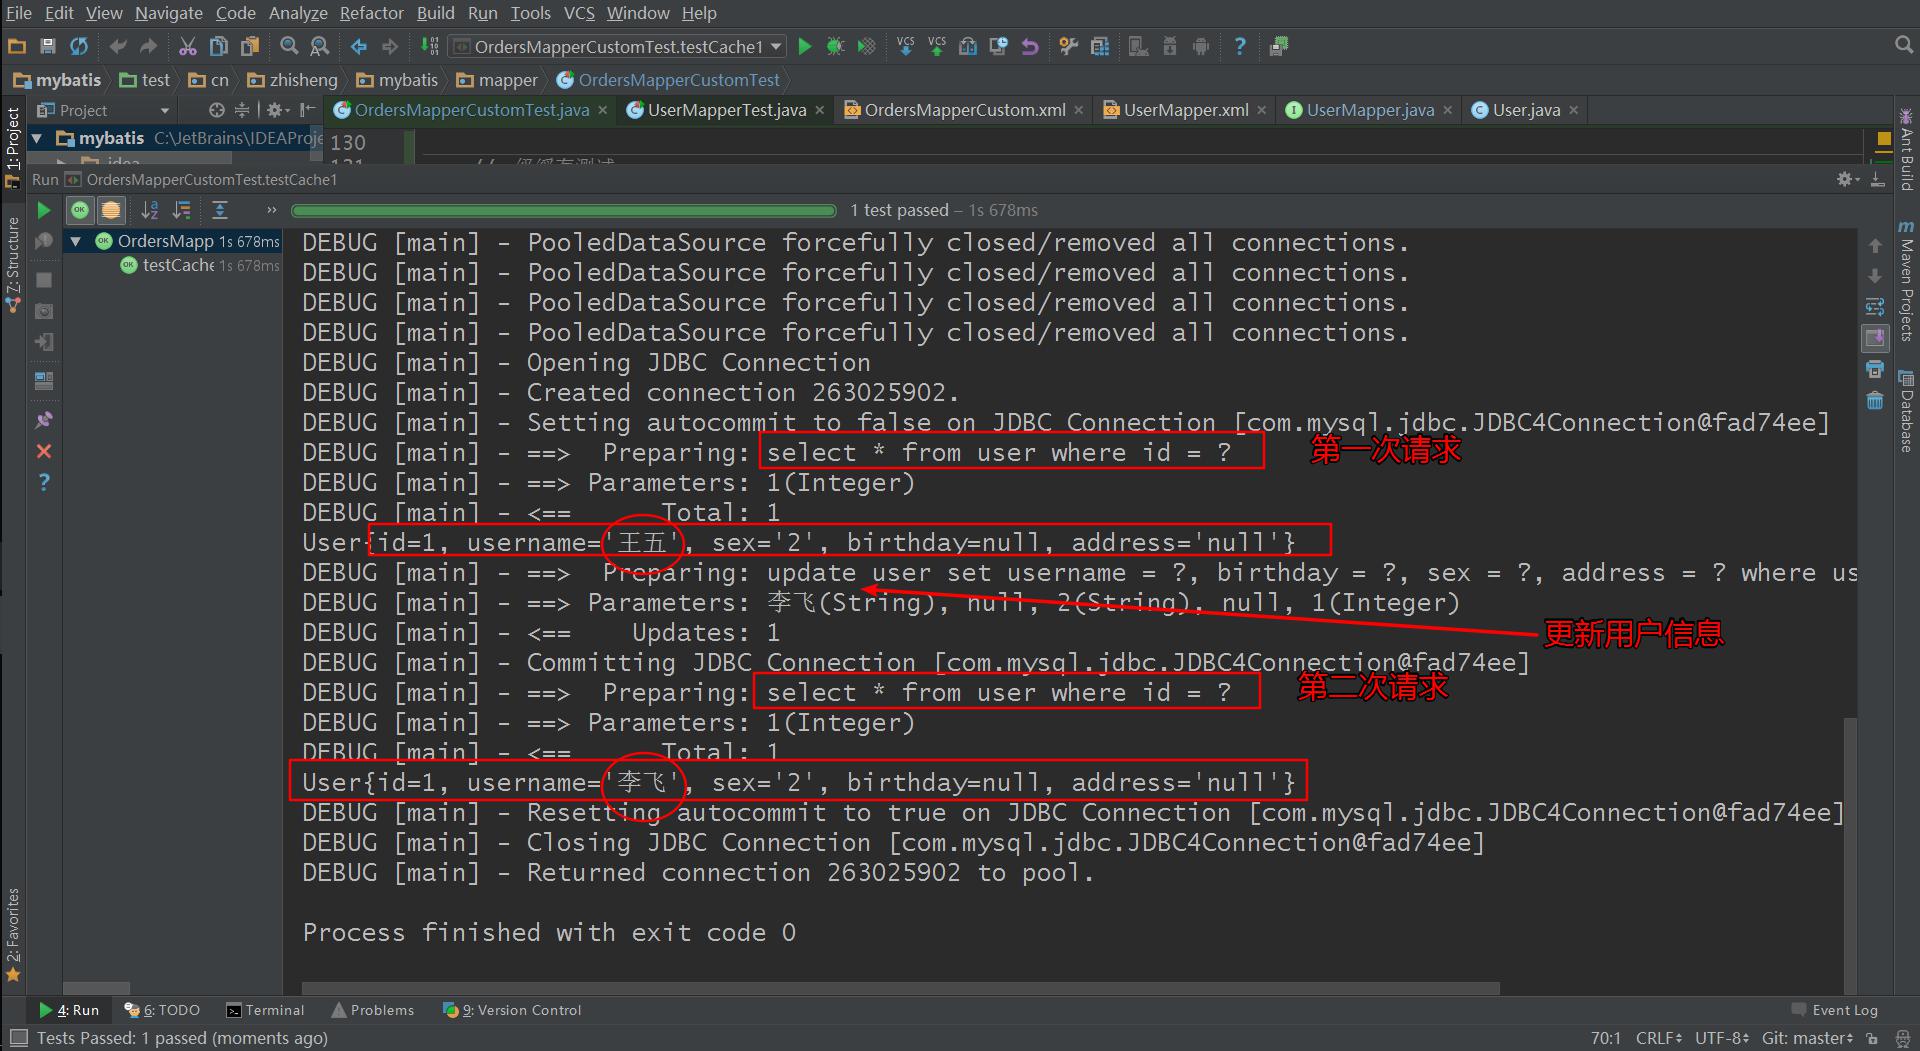 File Edit View Navigate Code Analyze Refactor Build Run Tools VCS Window Help
OrdersMapperCustomTest.testCache1
mybatis test cn zhisheng mybatis mapper OrdersMapperCustomTest
Project OrdersMapperCustomTest.java UserMapperTest.java OrdersMapperCustom.xml UserMapper.xml UserMapper.java User.java
mybatis C:\JetBrains\IDEAProje
130
Run OrdersMapperCustomTest.testCache1
1 test passed – 1s 678ms
OrdersMapp 1s 678ms
testCache 1s 678ms
DEBUG [main] - PooledDataSource forcefully closed/removed all connections.
DEBUG [main] - PooledDataSource forcefully closed/removed all connections.
DEBUG [main] - PooledDataSource forcefully closed/removed all connections.
DEBUG [main] - PooledDataSource forcefully closed/removed all connections.
DEBUG [main] - Opening JDBC Connection
DEBUG [main] - Created connection 263025902.
DEBUG [main] - Setting autocommit to false on JDBC Connection [com.mysql.jdbc.JDBC4Connection@fad74ee]
DEBUG [main] - ==>  Preparing: select * from user where id = ? 第一次请求
DEBUG [main] - ==> Parameters: 1(Integer)
DEBUG [main] - <==      Total: 1
User{id=1, username='王五', sex='2', birthday=null, address='null'}
DEBUG [main] - ==>  Preparing: update user set username = ?, birthday = ?, sex = ?, address = ? where us
DEBUG [main] - ==> Parameters: 李飞(String), null, 2(String), null, 1(Integer)
DEBUG [main] - <==    Updates: 1
更新用户信息
DEBUG [main] - Committing JDBC Connection [com.mysql.jdbc.JDBC4Connection@fad74ee]
DEBUG [main] - ==>  Preparing: select * from user where id = ? 第二次请求
DEBUG [main] - ==> Parameters: 1(Integer)
DEBUG [main] - <==      Total: 1
User{id=1, username='李飞', sex='2', birthday=null, address='null'}
DEBUG [main] - Resetting autocommit to true on JDBC Connection [com.mysql.jdbc.JDBC4Connection@fad74ee]
DEBUG [main] - Closing JDBC Connection [com.mysql.jdbc.JDBC4Connection@fad74ee]
DEBUG [main] - Returned connection 263025902 to pool.
Process finished with exit code 0
1: Project
Z: Structure
2: Favorites
Ant Build
Maven Projects
Database
4: Run 6: TODO Terminal Problems 9: Version Control Event Log
Tests Passed: 1 passed (moments ago) 70:1 CRLF UTF-8 Git: master